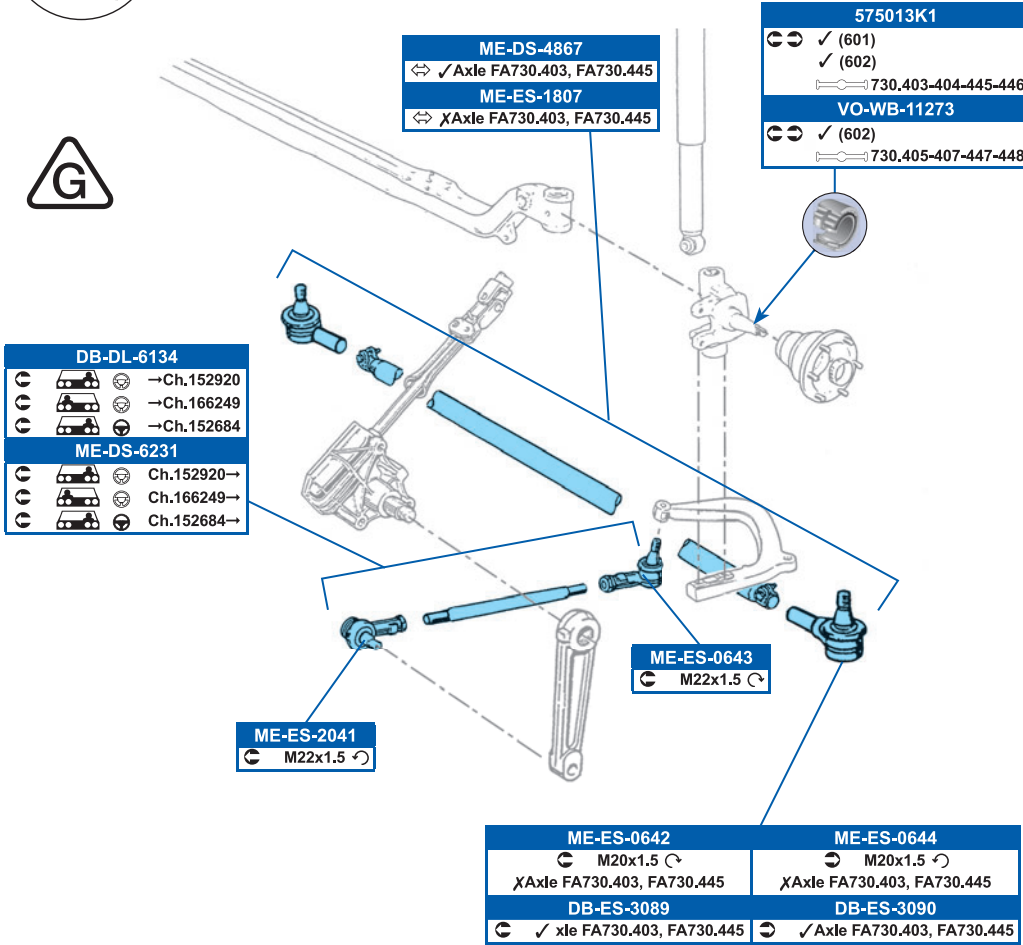 575013K1
✓ (601)
✓ (602)
730.403-404-445-446
VO-WB-11273
✓ (602)
730.405-407-447-448
ME-DS-4867
⇔ ✓Axle FA730.403, FA730.445
ME-ES-1807
⇔ ✗Axle FA730.403, FA730.445
G
DB-DL-6134
→Ch.152920
→Ch.166249
→Ch.152684
ME-DS-6231
Ch.152920→
Ch.166249→
Ch.152684→
ME-ES-0643
M22x1.5 ↷
ME-ES-2041
M22x1.5 ↶
ME-ES-0642
M20x1.5 ↷
✗Axle FA730.403, FA730.445
ME-ES-0644
M20x1.5 ↶
✗Axle FA730.403, FA730.445
DB-ES-3089
✓ xle FA730.403, FA730.445
DB-ES-3090
✓Axle FA730.403, FA730.445